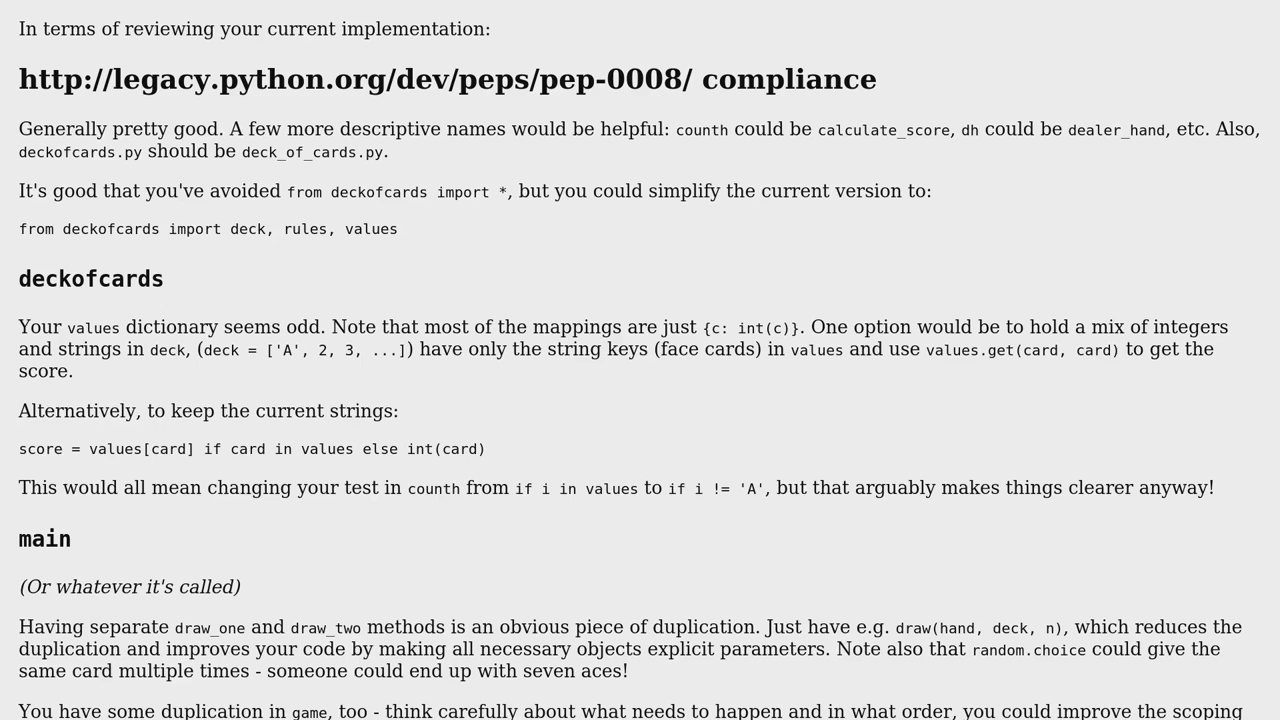 In terms of reviewing your current implementation:
http://legacy.python.org/dev/peps/pep-0008/ compliance
Generally pretty good. A few more descriptive names would be helpful: counth could be calculate_score, dh could be dealer_hand, etc. Also,
deckofcards.py should be deck_of_cards.py.
It's good that you've avoided from deckofcards import *, but you could simplify the current version to:
from deckofcards import deck, rules, values
deckofcards
Your values dictionary seems odd. Note that most of the mappings are just {c: int(c)}. One option would be to hold a mix of integers
and strings in deck, (deck = ['A', 2, 3, ...]) have only the string keys (face cards) in values and use values.get(card, card) to get the
score.
Alternatively, to keep the current strings:
score = values[card] if card in values else int(card)
This would all mean changing your test in counth from if i in values to if i != 'A', but that arguably makes things clearer anyway!
main
(Or whatever it's called)
Having separate draw_one and draw_two methods is an obvious piece of duplication. Just have e.g. draw(hand, deck, n), which reduces the
duplication and improves your code by making all necessary objects explicit parameters. Note also that random.choice could give the
same card multiple times - someone could end up with seven aces!
You have some duplication in game, too - think carefully about what needs to happen and in what order, you could improve the scoping